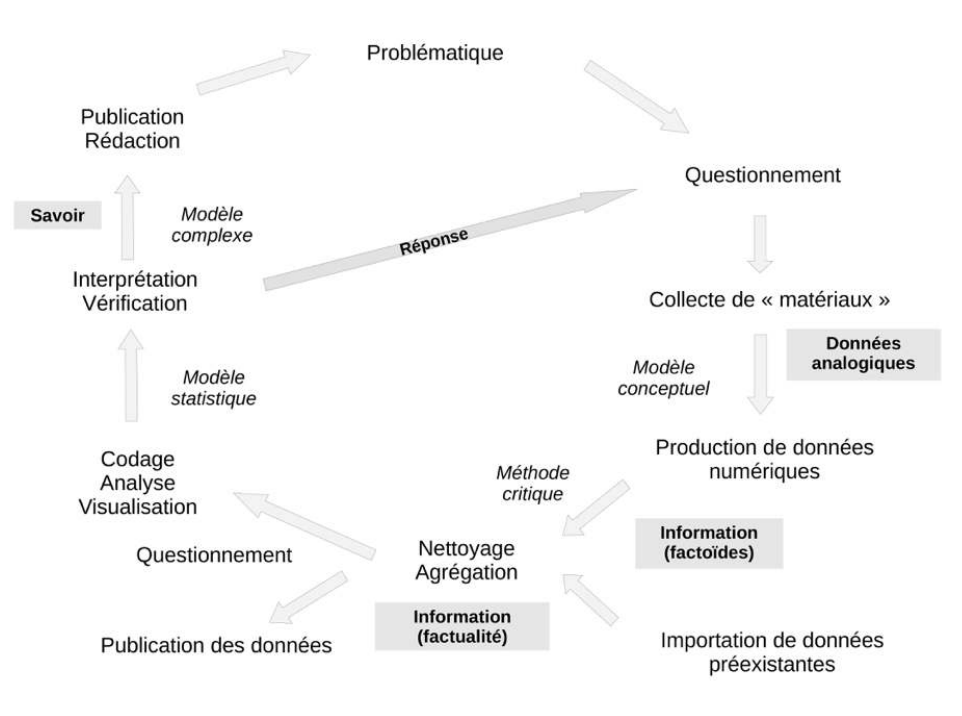 Problématique
Publication
Rédaction
Questionnement
Savoir
Modèle
complexe
Réponse
Interprétation
Vérification
Collecte de « matériaux »
Données
analogiques
Modèle
conceptuel
Modèle
statistique
Production de données
numériques
Codage
Analyse
Visualisation
Méthode
critique
Information
(factoïdes)
Questionnement
Nettoyage
Agrégation
Information
(factualité)
Publication des données
Importation de données
préexistantes